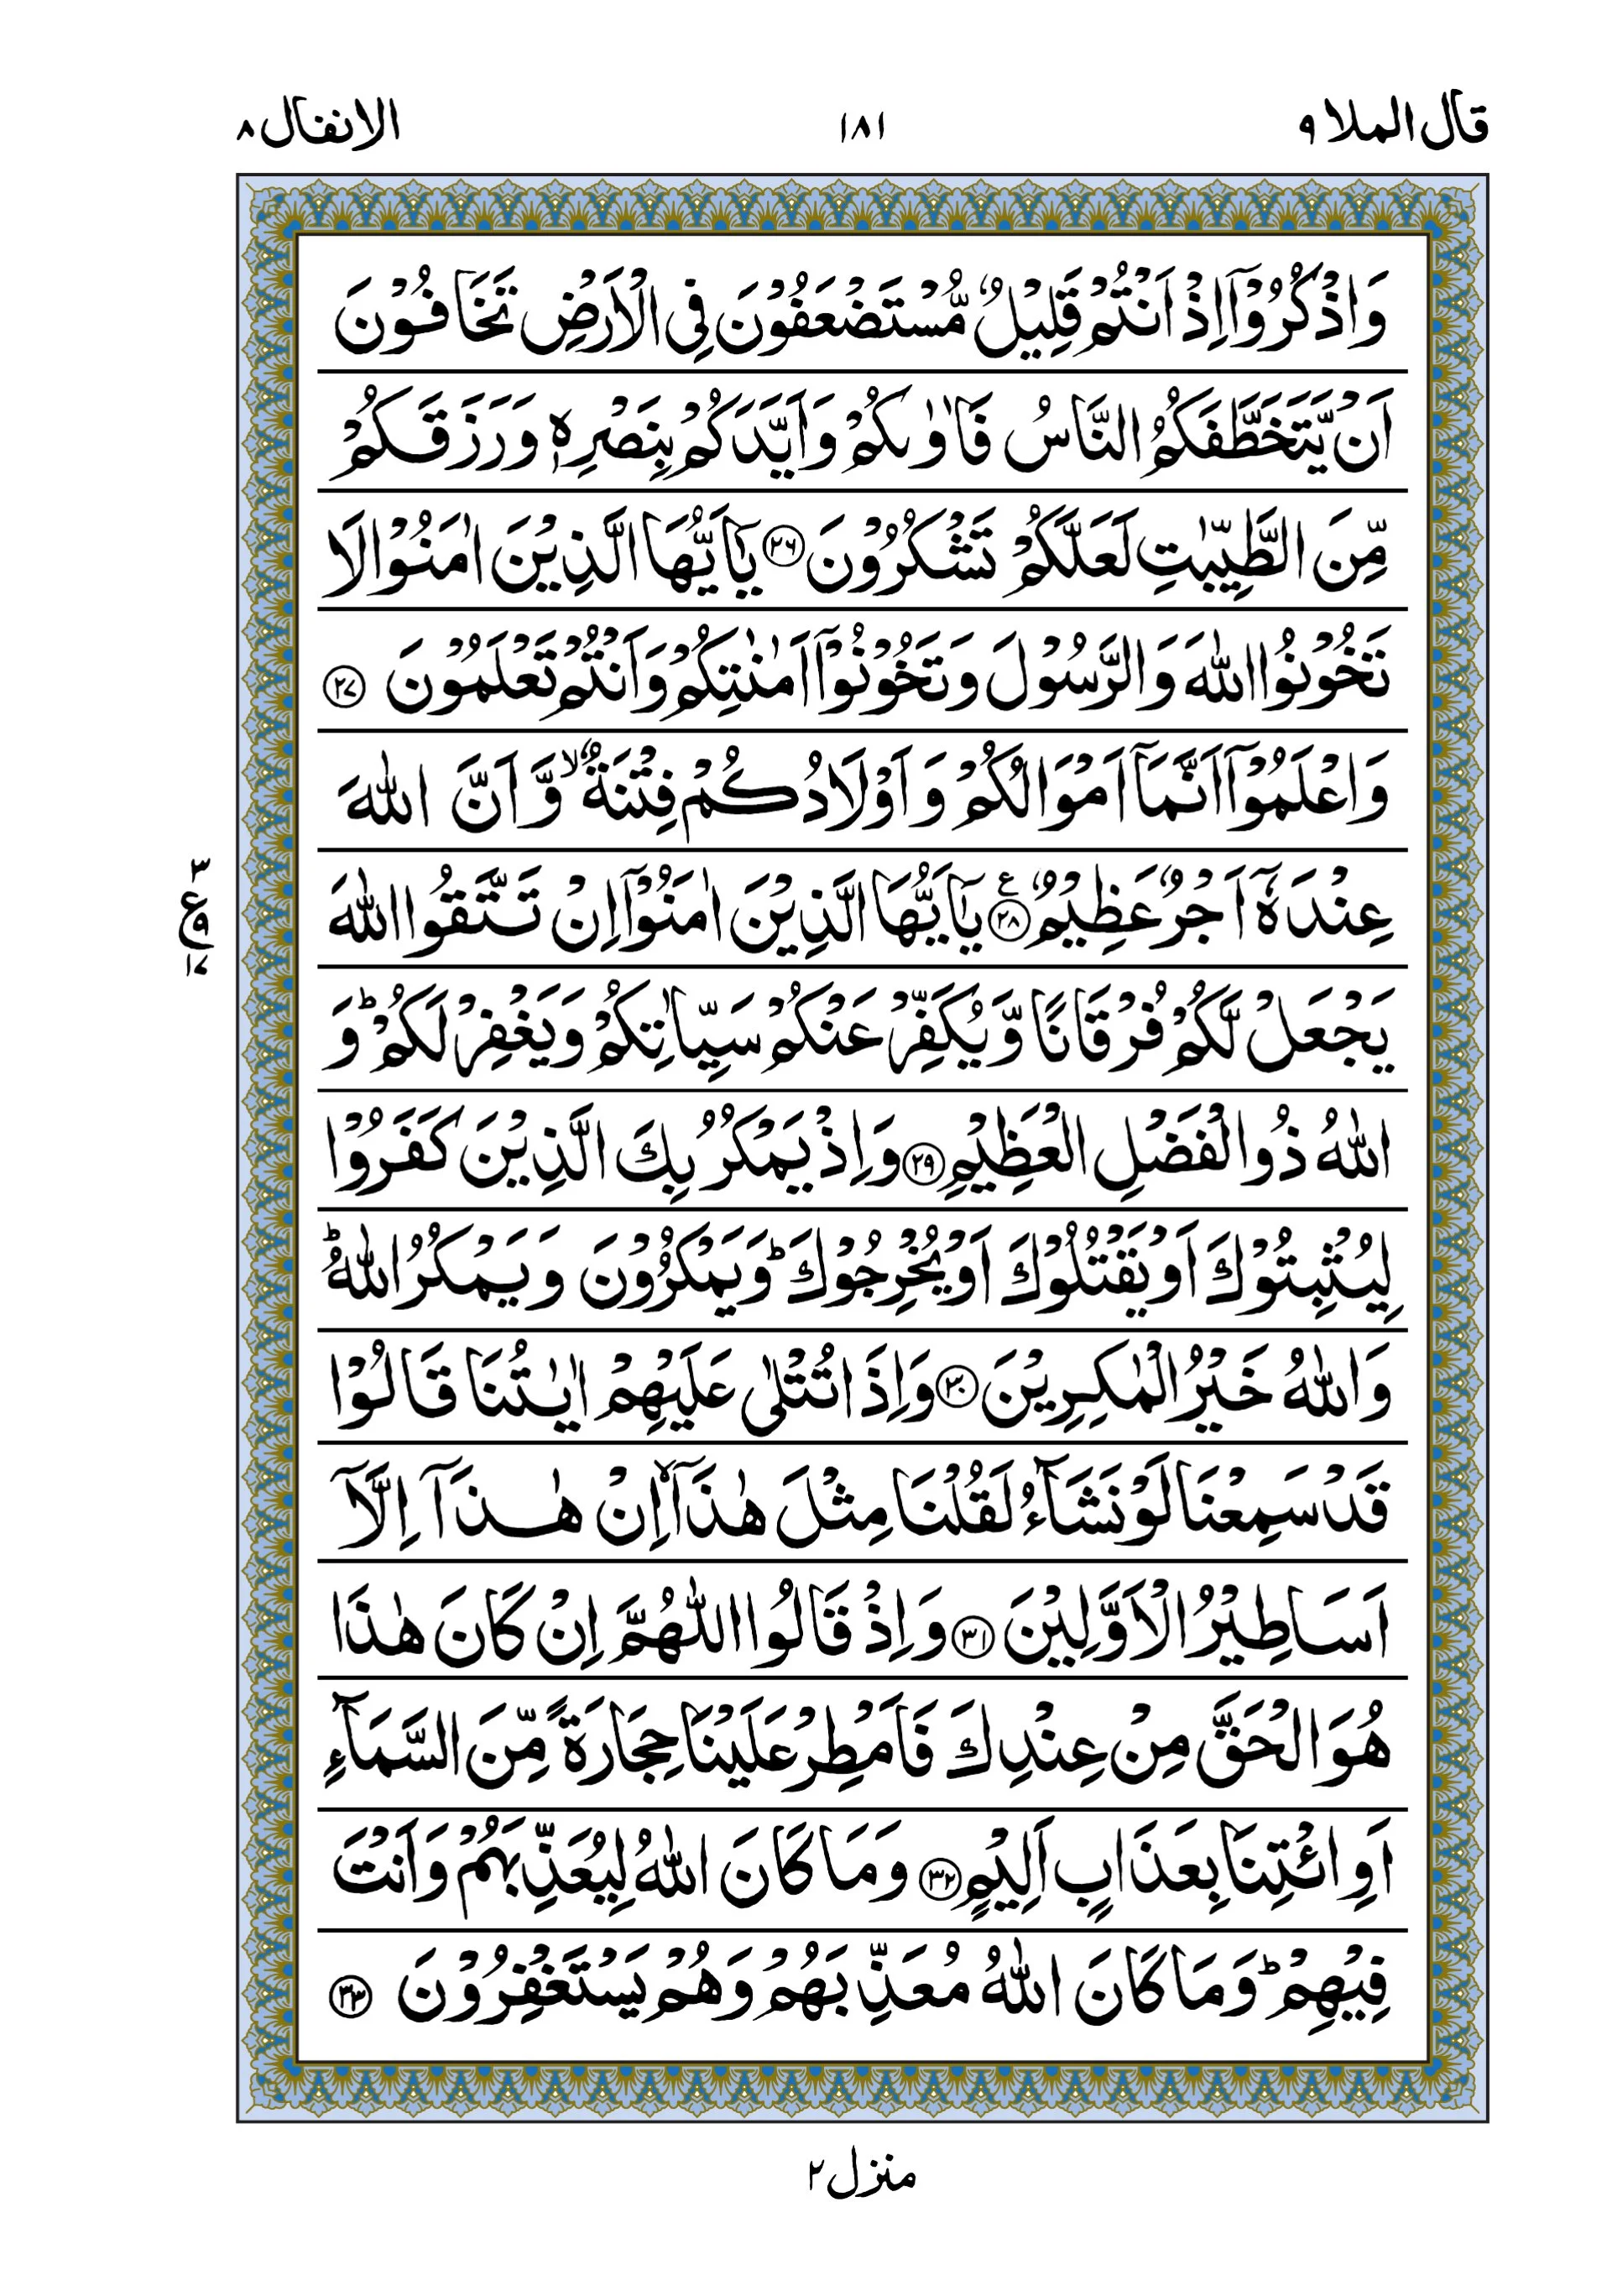 قال الملا ٩
١٨١
الانفال ٨
وَاذْكُرُوْۤا اِذْ اَنْتُمْ قَلِيْلٌ مُّسْتَضْعَفُوْنَ فِي الْاَرْضِ تَخَافُوْنَ
اَنْ يَّتَخَطَّفَكُمُ النَّاسُ فَاٰوٰىكُمْ وَاَيَّدَكُمْ بِنَصْرِهٖ وَرَزَقَكُمْ
مِّنَ الطَّيِّبٰتِ لَعَلَّكُمْ تَشْكُرُوْنَ ۝٢٦ يٰۤاَيُّهَا الَّذِيْنَ اٰمَنُوْا لَا
تَخُوْنُوا اللّٰهَ وَالرَّسُوْلَ وَتَخُوْنُوْۤا اَمٰنٰتِكُمْ وَاَنْتُمْ تَعْلَمُوْنَ ۝٢٧
وَاعْلَمُوْۤا اَنَّمَاۤ اَمْوَالُكُمْ وَاَوْلَادُكُمْ فِتْنَةٌ ۙ وَّاَنَّ اللّٰهَ
عِنْدَهٗۤ اَجْرٌ عَظِيْمٌ ۝٢٨ ع يٰۤاَيُّهَا الَّذِيْنَ اٰمَنُوْۤا اِنْ تَتَّقُوا اللّٰهَ
٣
ع
٩
١٧
يَجْعَلْ لَّكُمْ فُرْقَانًا وَّيُكَفِّرْ عَنْكُمْ سَيِّاٰتِكُمْ وَيَغْفِرْ لَكُمْ ؕ وَ
اللّٰهُ ذُو الْفَضْلِ الْعَظِيْمِ ۝٢٩ وَاِذْ يَمْكُرُ بِكَ الَّذِيْنَ كَفَرُوْا
لِيُثْبِتُوْكَ اَوْ يَقْتُلُوْكَ اَوْ يُخْرِجُوْكَ ؕ وَيَمْكُرُوْنَ وَيَمْكُرُ اللّٰهُ ؕ
وَاللّٰهُ خَيْرُ الْمٰكِرِيْنَ ۝٣٠ وَاِذَا تُتْلٰى عَلَيْهِمْ اٰيٰتُنَا قَالُوْا
قَدْ سَمِعْنَا لَوْ نَشَآءُ لَقُلْنَا مِثْلَ هٰذَاۤ ۙ اِنْ هٰذَاۤ اِلَّاۤ
اَسَاطِيْرُ الْاَوَّلِيْنَ ۝٣١ وَاِذْ قَالُوا اللّٰهُمَّ اِنْ كَانَ هٰذَا
هُوَ الْحَقَّ مِنْ عِنْدِكَ فَاَمْطِرْ عَلَيْنَا حِجَارَةً مِّنَ السَّمَآءِ
اَوِ ائْتِنَا بِعَذَابٍ اَلِيْمٍ ۝٣٢ وَمَا كَانَ اللّٰهُ لِيُعَذِّبَهُمْ وَاَنْتَ
فِيْهِمْ ؕ وَمَا كَانَ اللّٰهُ مُعَذِّبَهُمْ وَهُمْ يَسْتَغْفِرُوْنَ ۝٣٣
منزل ٢